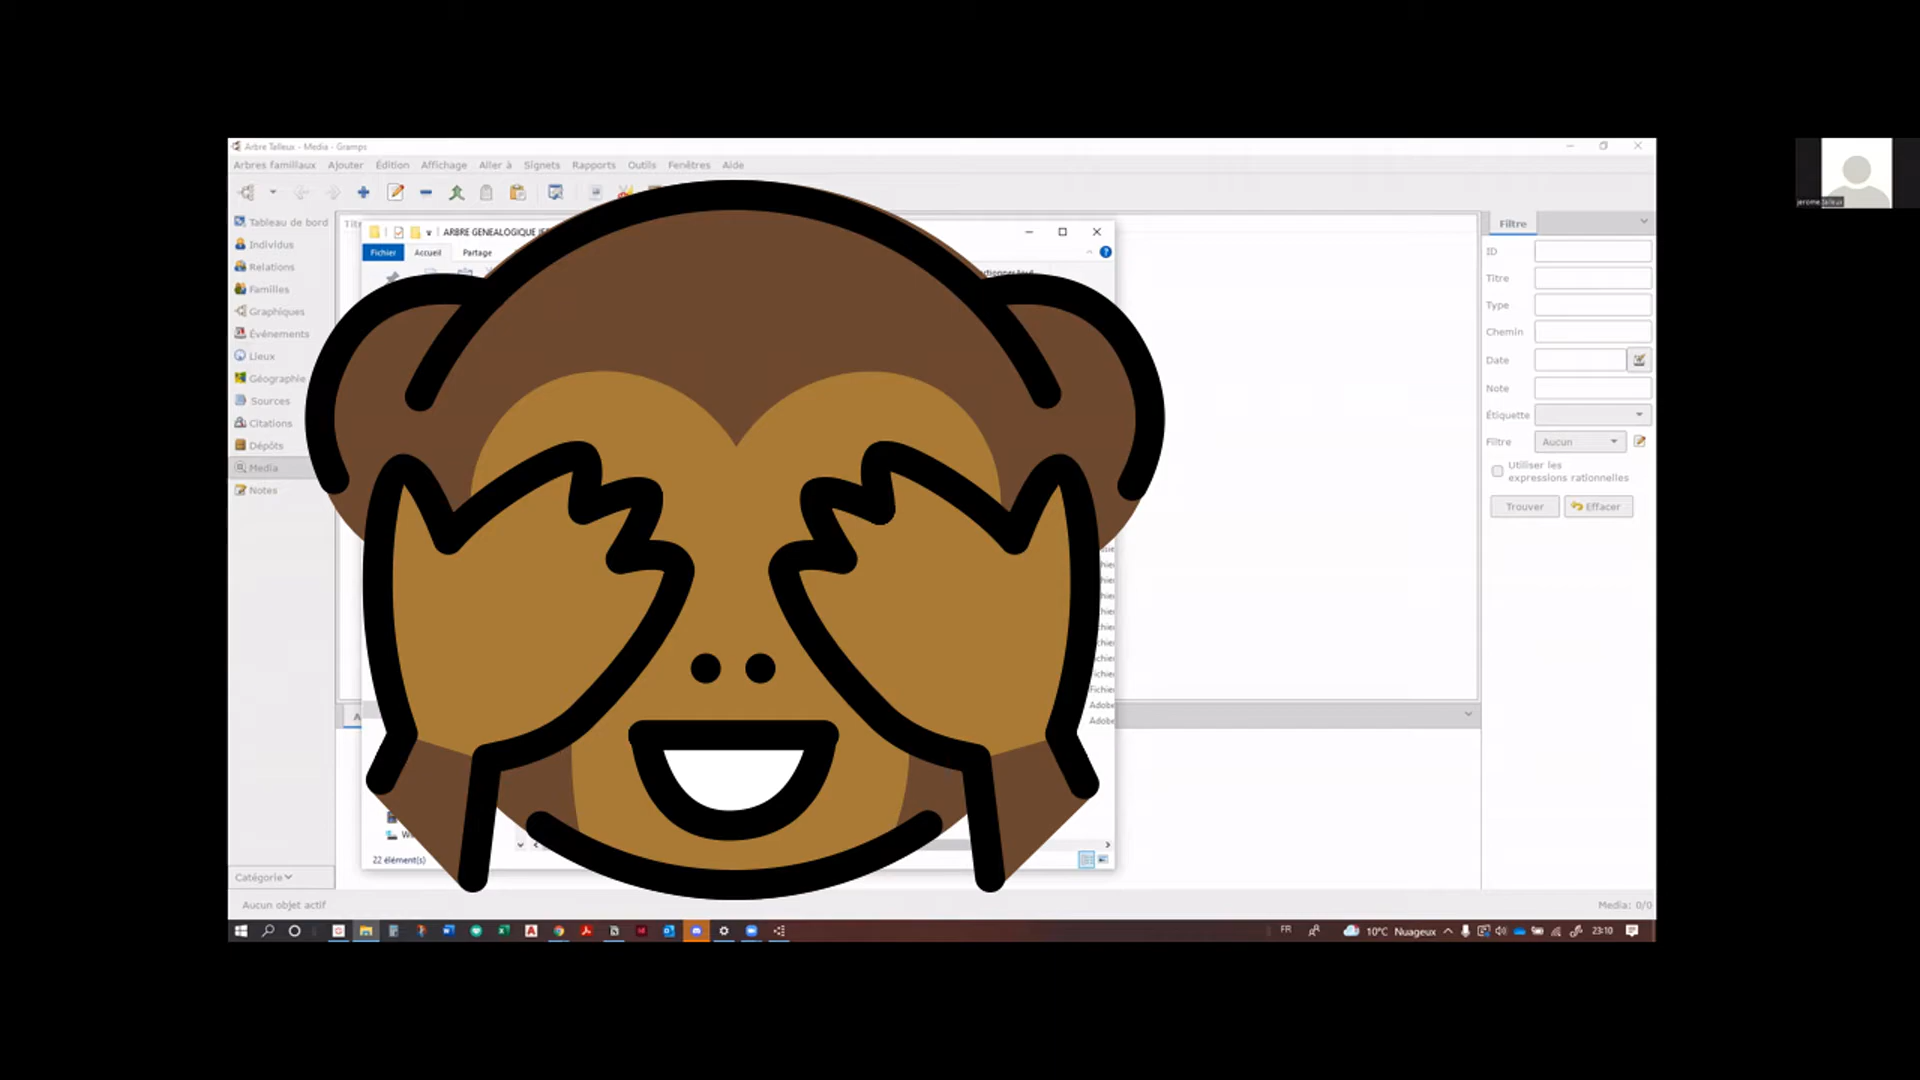 Arbre Talleux - Media - Gramps
Arbres familiaux Ajouter Édition Affichage Aller à Signets Rapports Outils Fenêtres Aide
Tableau de bord
Individus
Relations
Familles
Graphiques
Événements
Lieux
Géographie
Sources
Citations
Dépôts
Media
Notes
Catégorie
Aucun objet actif
ARBRE GENEALOGIQUE
Fichier Accueil Partage
22 élément(s)
Adobe
Adobe
Filtre
ID
Titre
Type
Chemin
Date
Note
Étiquette
Filtre Aucun
Utiliser les
expressions rationnelles
Trouver Effacer
Media: 0/0
FR 10°C Nuageux 23:10